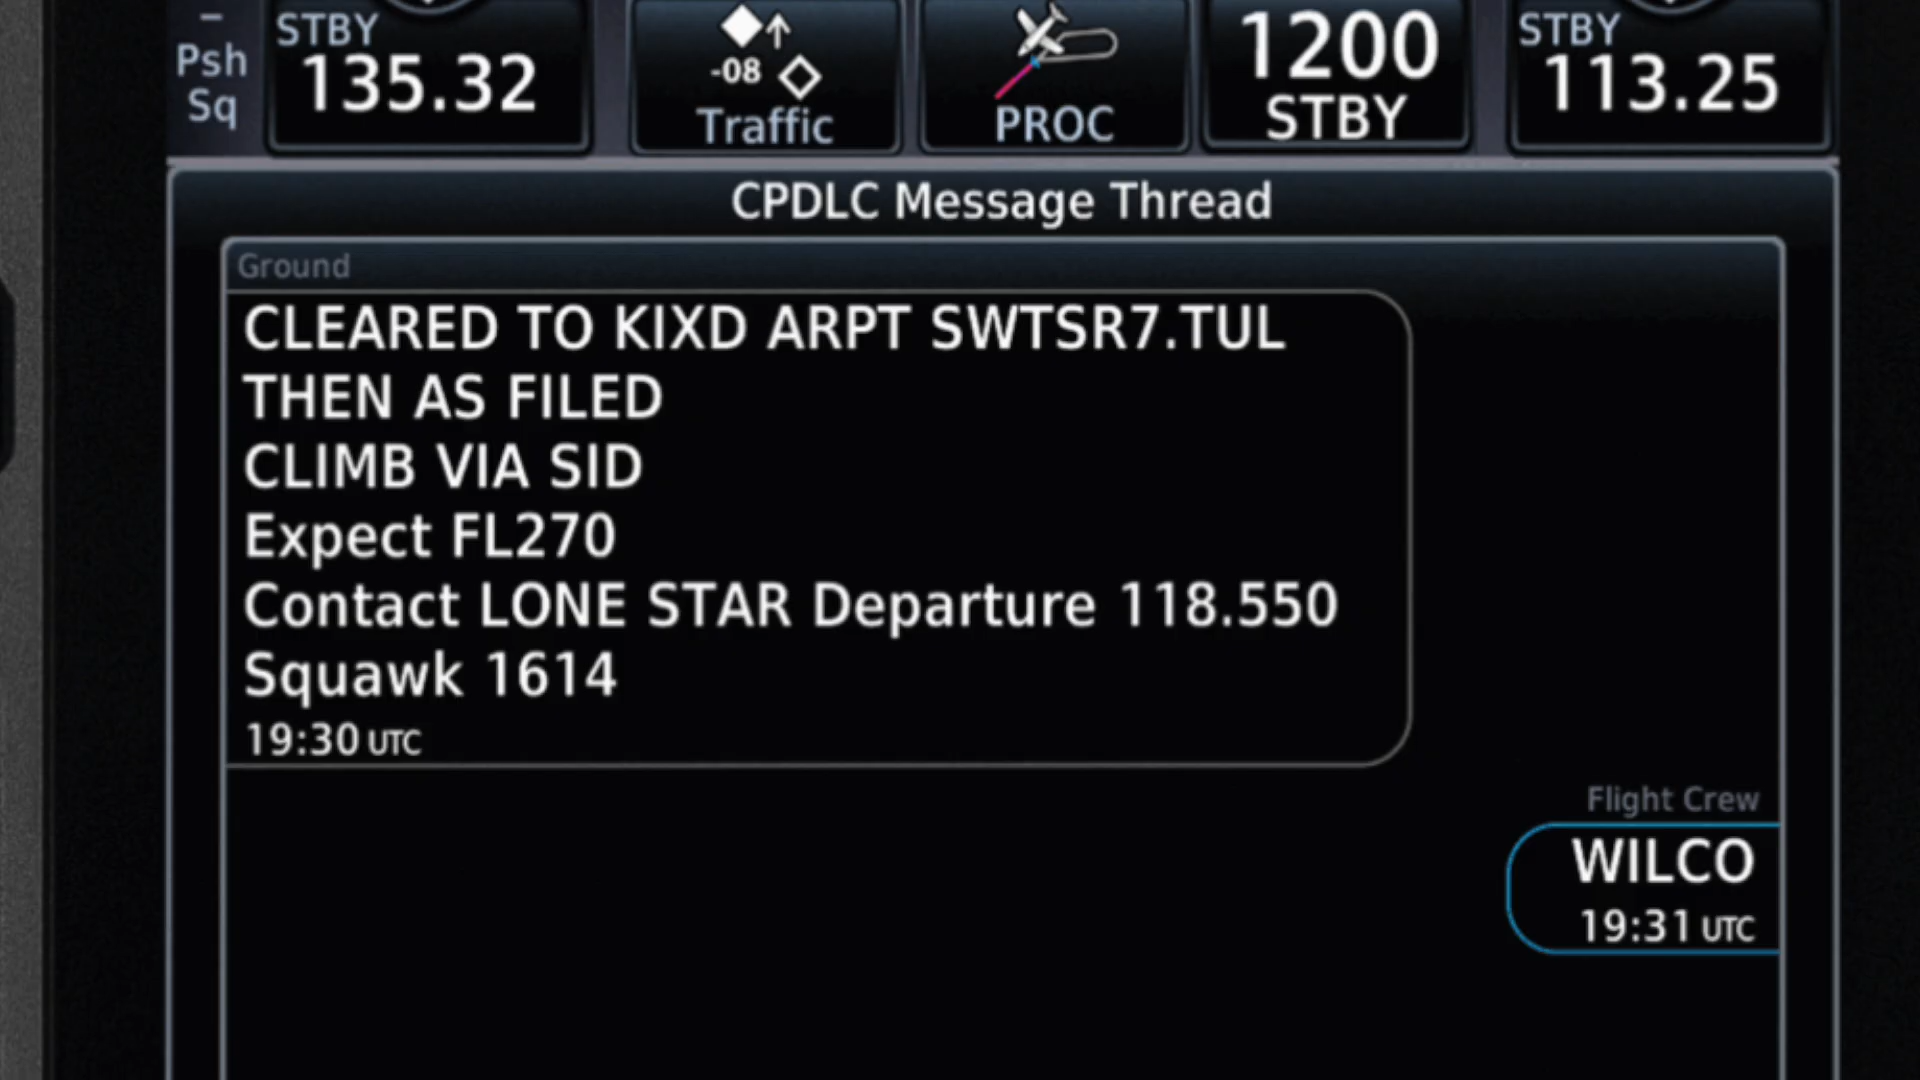 Psh
Sq
STBY
135.32
-08
Traffic
PROC
1200
STBY
STBY
113.25
CPDLC Message Thread
Ground
CLEARED TO KIXD ARPT SWTSR7.TUL
THEN AS FILED
CLIMB VIA SID
Expect FL270
Contact LONE STAR Departure 118.550
Squawk 1614
19:30 UTC
Flight Crew
WILCO
19:31 UTC